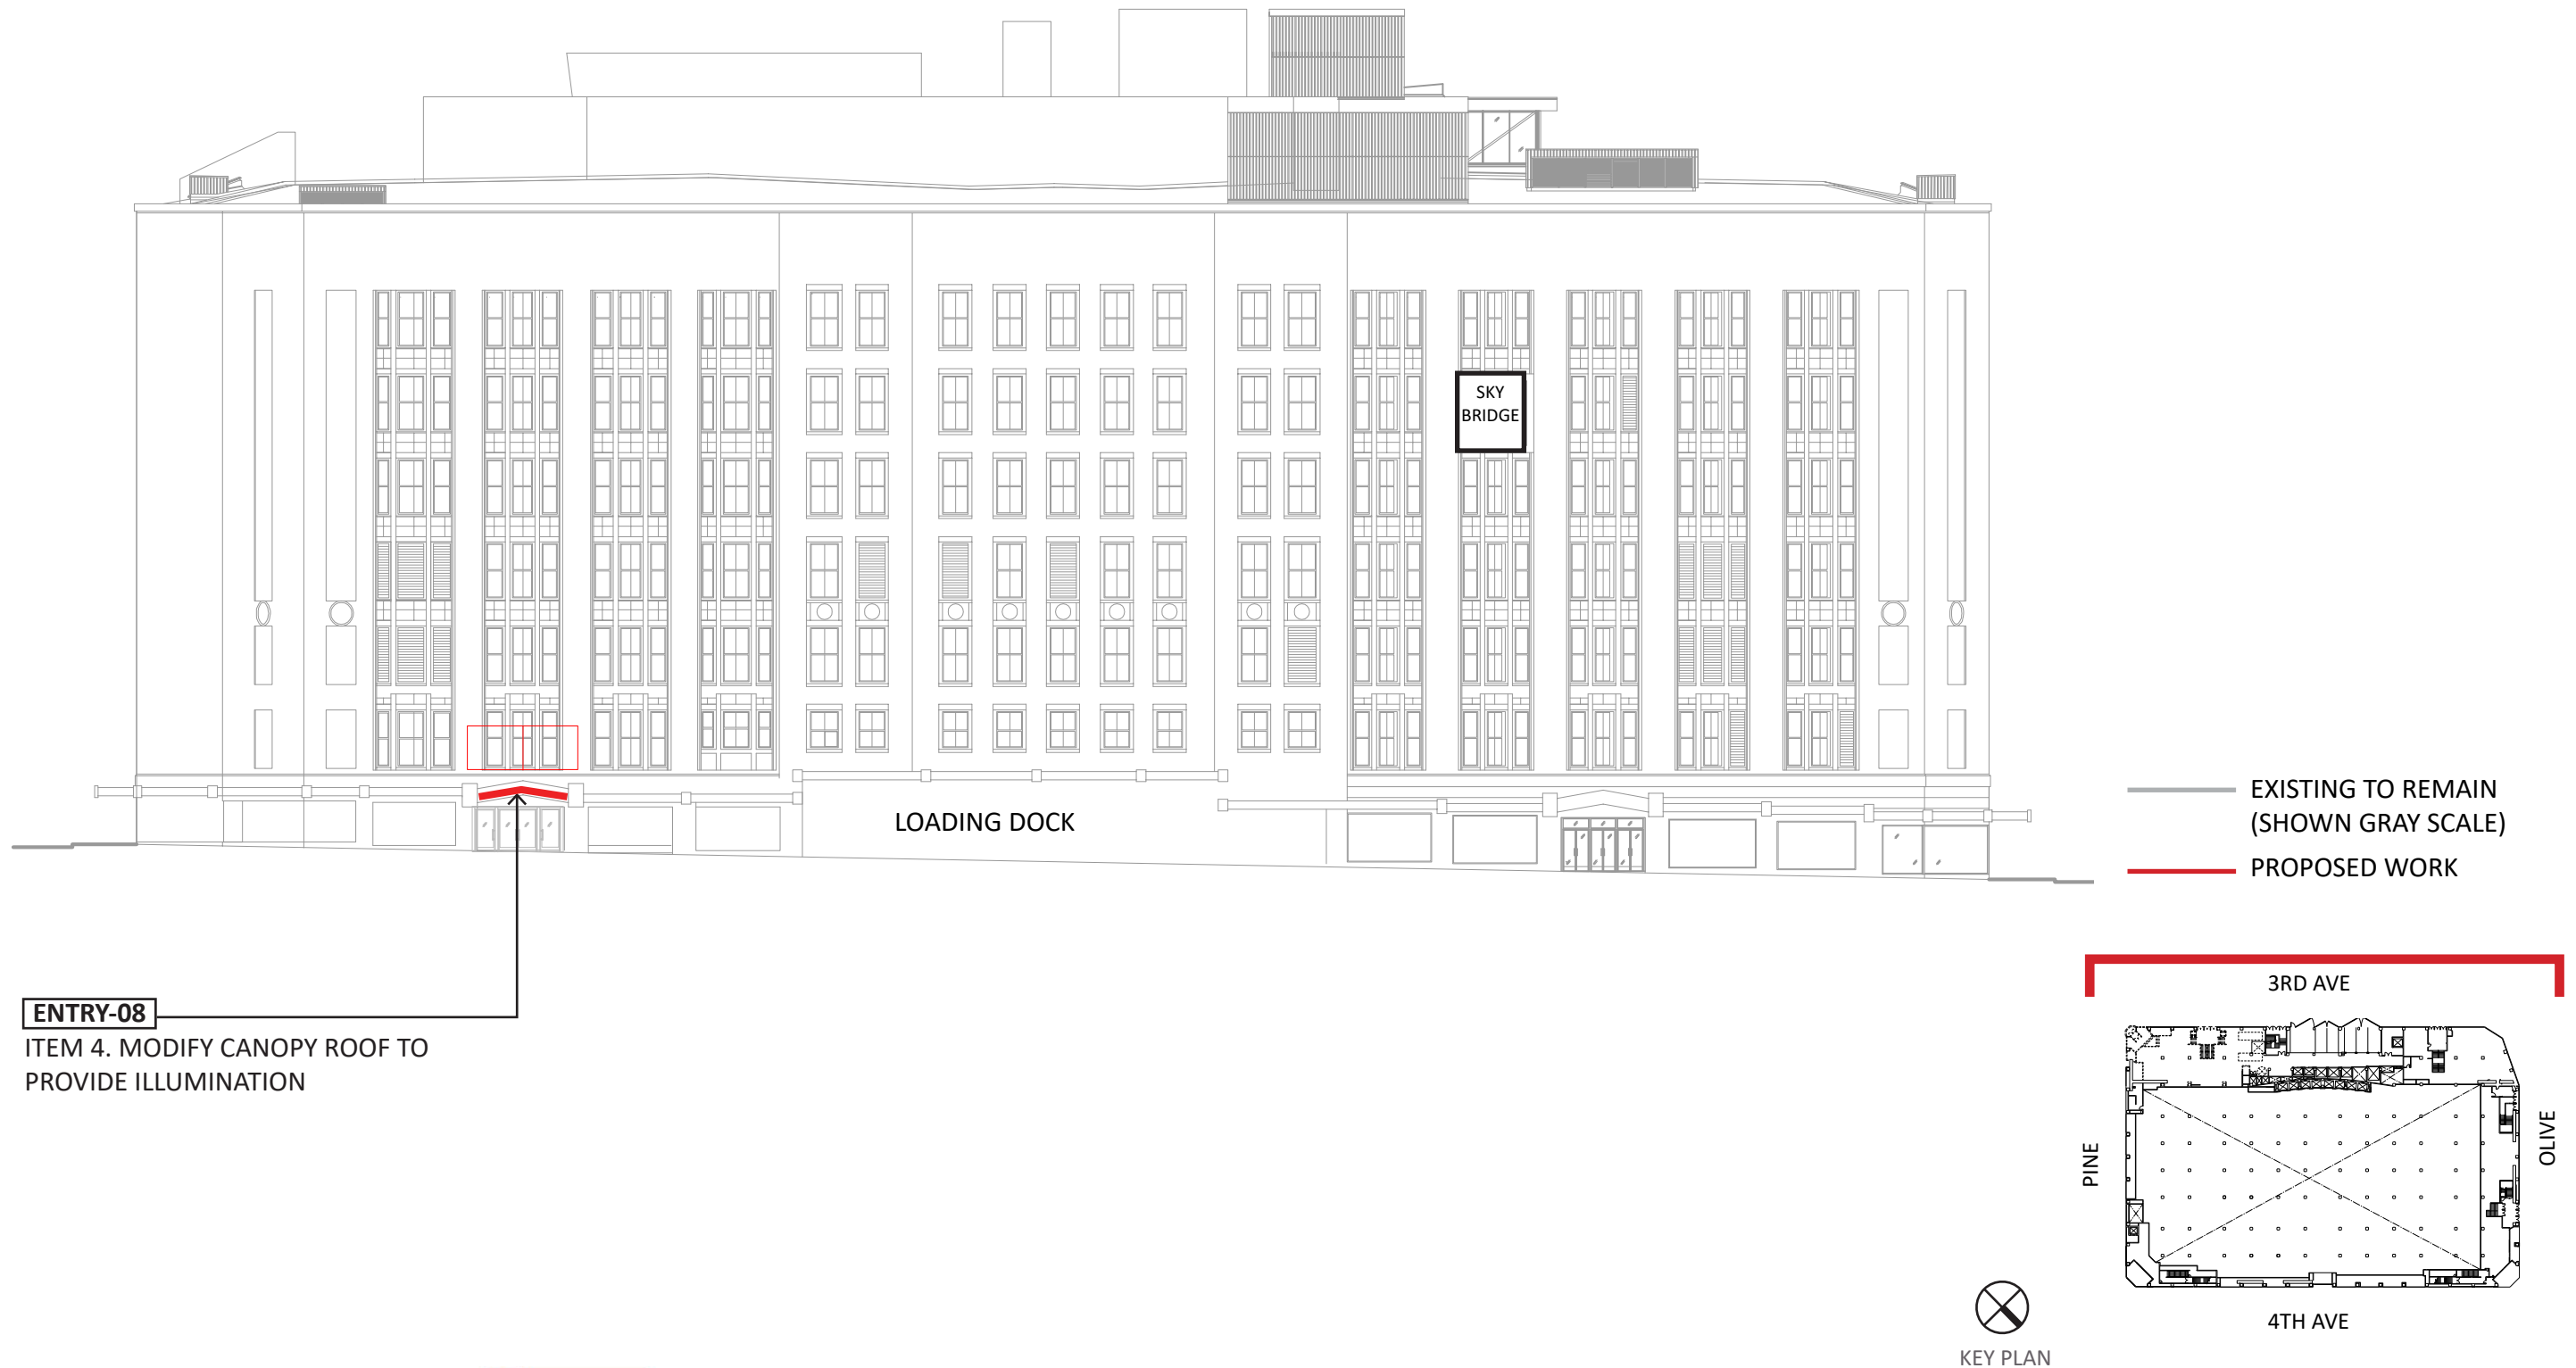 SKY
BRIDGE
LOADING DOCK
EXISTING TO REMAIN
(SHOWN GRAY SCALE)
PROPOSED WORK
ENTRY-08
ITEM 4. MODIFY CANOPY ROOF TO
PROVIDE ILLUMINATION
3RD AVE
PINE
OLIVE
4TH AVE
KEY PLAN